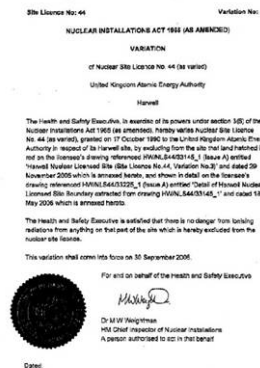 Site Licence No: 44 Variation No:
NUCLEAR INSTALLATIONS ACT 1965 (AS AMENDED)
VARIATION
of Nuclear Site Licence No. 44 (as varied)
United Kingdom Atomic Energy Authority
Harwell
The Health and Safety Executive, in exercise of its powers under section 3(6) of the
Nuclear Installations Act 1965 (as amended), hereby varies Nuclear Site Licence
No. 44 (as varied), granted on 17 October 1990 to the United Kingdom Atomic Energy
Authority in respect of its Harwell site, by excluding from the site that land hatched in
red on the licensee's drawing referenced (Issue A) entitled
'Harwell Nuclear Licensed Site (Site Licence No.44, Variation No.3)' and dated 29
November 2005 which is annexed hereto, and shown in detail on the licensee's
drawing referenced (Issue A) entitled 'Detail of Harwell Nuclear
Licensed Site Boundary extracted from drawing and dated
May 2006 which is annexed hereto.
The Health and Safety Executive is satisfied that there is no danger from ionising
radiations from anything on that part of the site which is hereby excluded from the
nuclear site licence.
This variation shall come into force on 30 September 2006.
For and on behalf of the Health and Safety Executive
Dr M W Weightman
HM Chief Inspector of Nuclear Installations
A person authorised to act in that behalf
Dated: